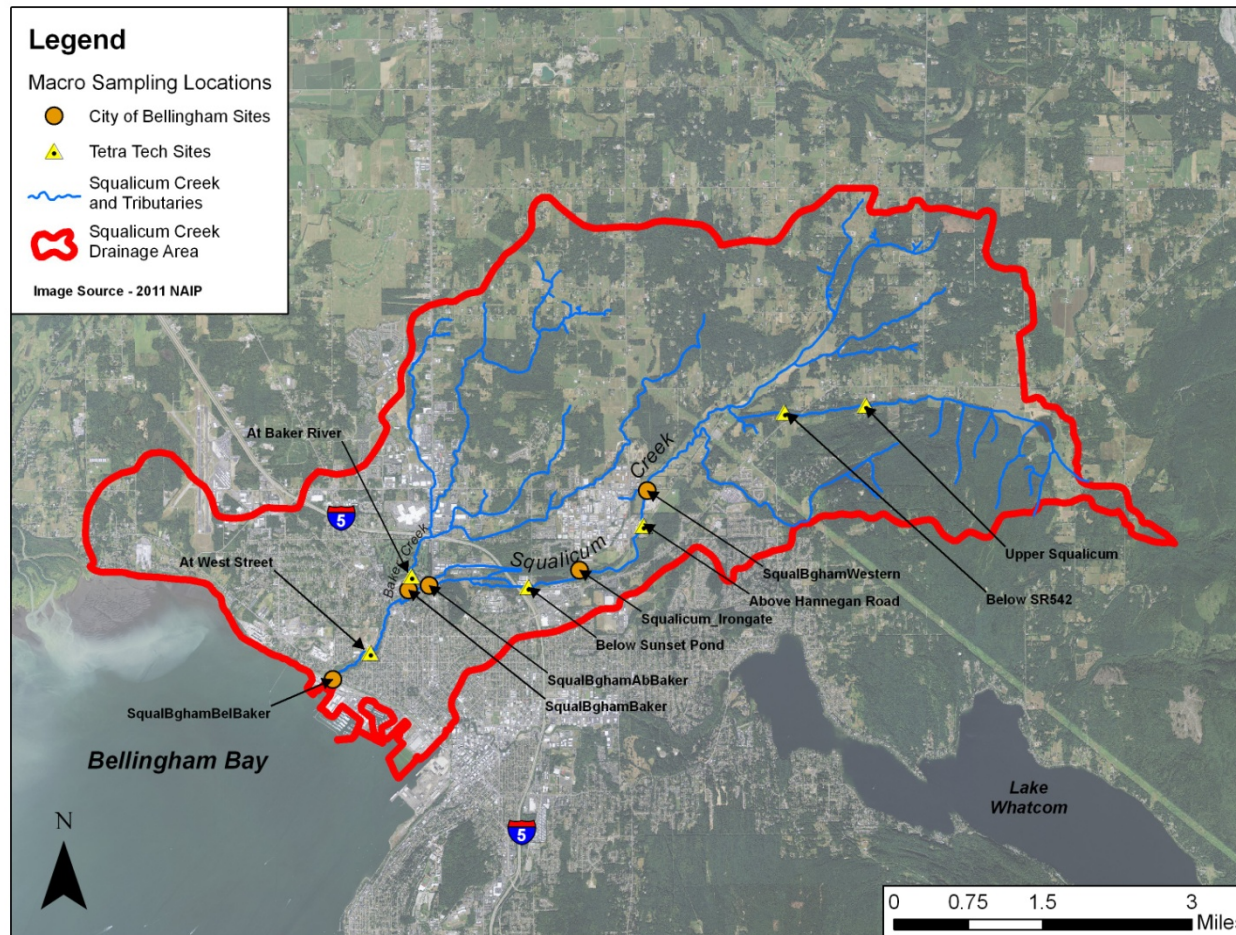 Legend
Macro Sampling Locations
City of Bellingham Sites
Tetra Tech Sites
Squalicum Creek
and Tributaries
Squalicum Creek
Drainage Area
Image Source - 2011 NAIP
At Baker River
Creek
5
Baker Creek
Squalicum
At West Street
Upper Squalicum
SqualBghamWestern
Below SR542
Above Hannegan Road
Squalicum_Irongate
Below Sunset Pond
SqualBghamAbBaker
SqualBghamBaker
SqualBghamBelBaker
Bellingham Bay
Lake
Whatcom
N
5
0 0.75 1.5 3
Miles